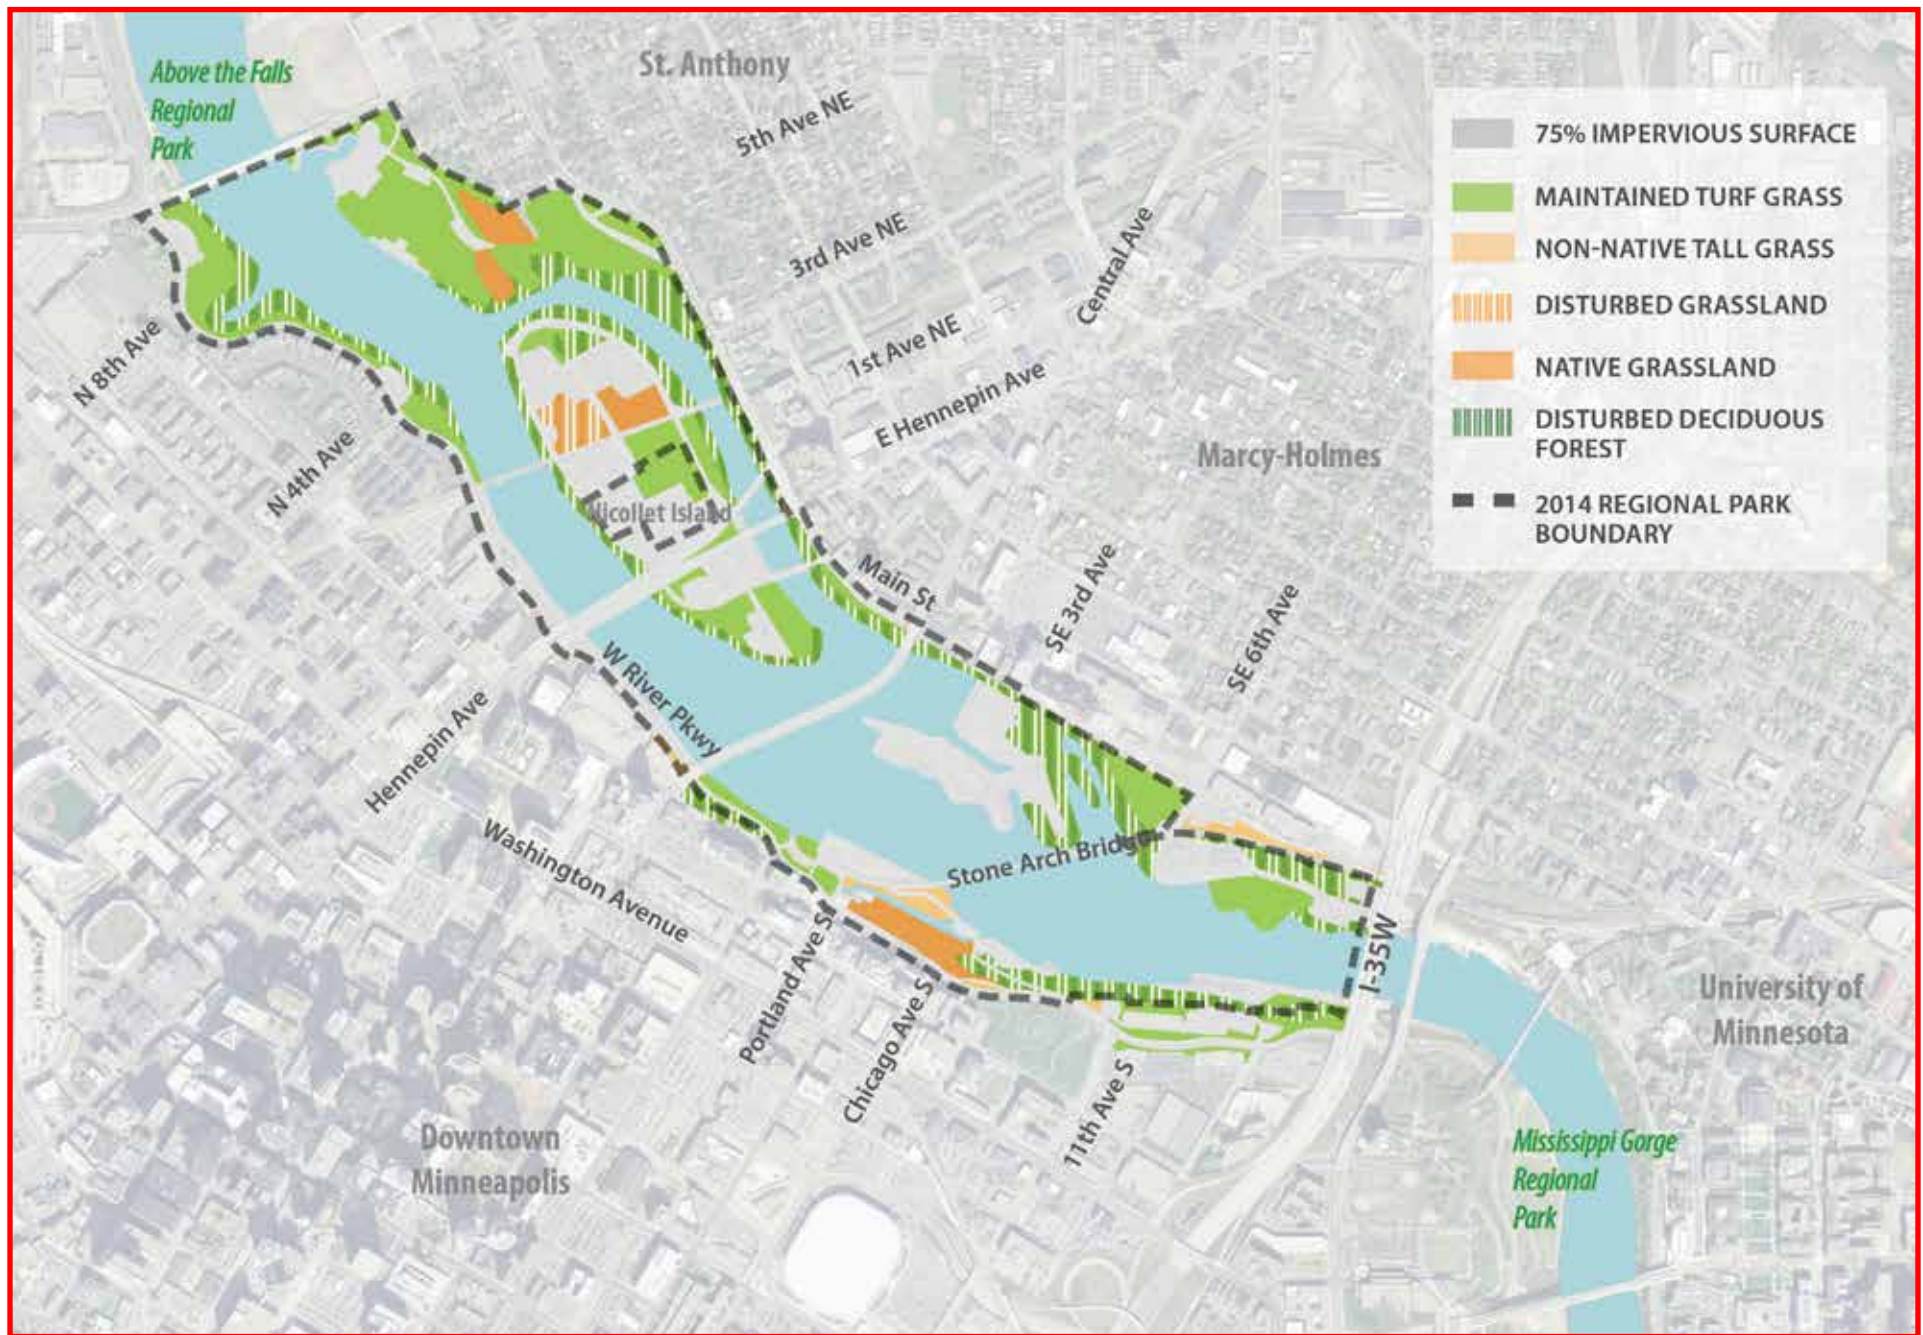 Above the Falls
Regional
Park
St. Anthony
5th Ave NE
3rd Ave NE
Central Ave
1st Ave NE
E Hennepin Ave
N 8th Ave
N 4th Ave
Marcy-Holmes
Nicollet Island
Main St
SE 3rd Ave
SE 6th Ave
W River Pkwy
Hennepin Ave
Washington Avenue
Stone Arch Bridge
Portland Ave S
Chicago Ave S
11th Ave S
I-35W
University of
Minnesota
Downtown
Minneapolis
Mississippi Gorge
Regional
Park
75% IMPERVIOUS SURFACE
MAINTAINED TURF GRASS
NON-NATIVE TALL GRASS
DISTURBED GRASSLAND
NATIVE GRASSLAND
DISTURBED DECIDUOUS
FOREST
2014 REGIONAL PARK
BOUNDARY